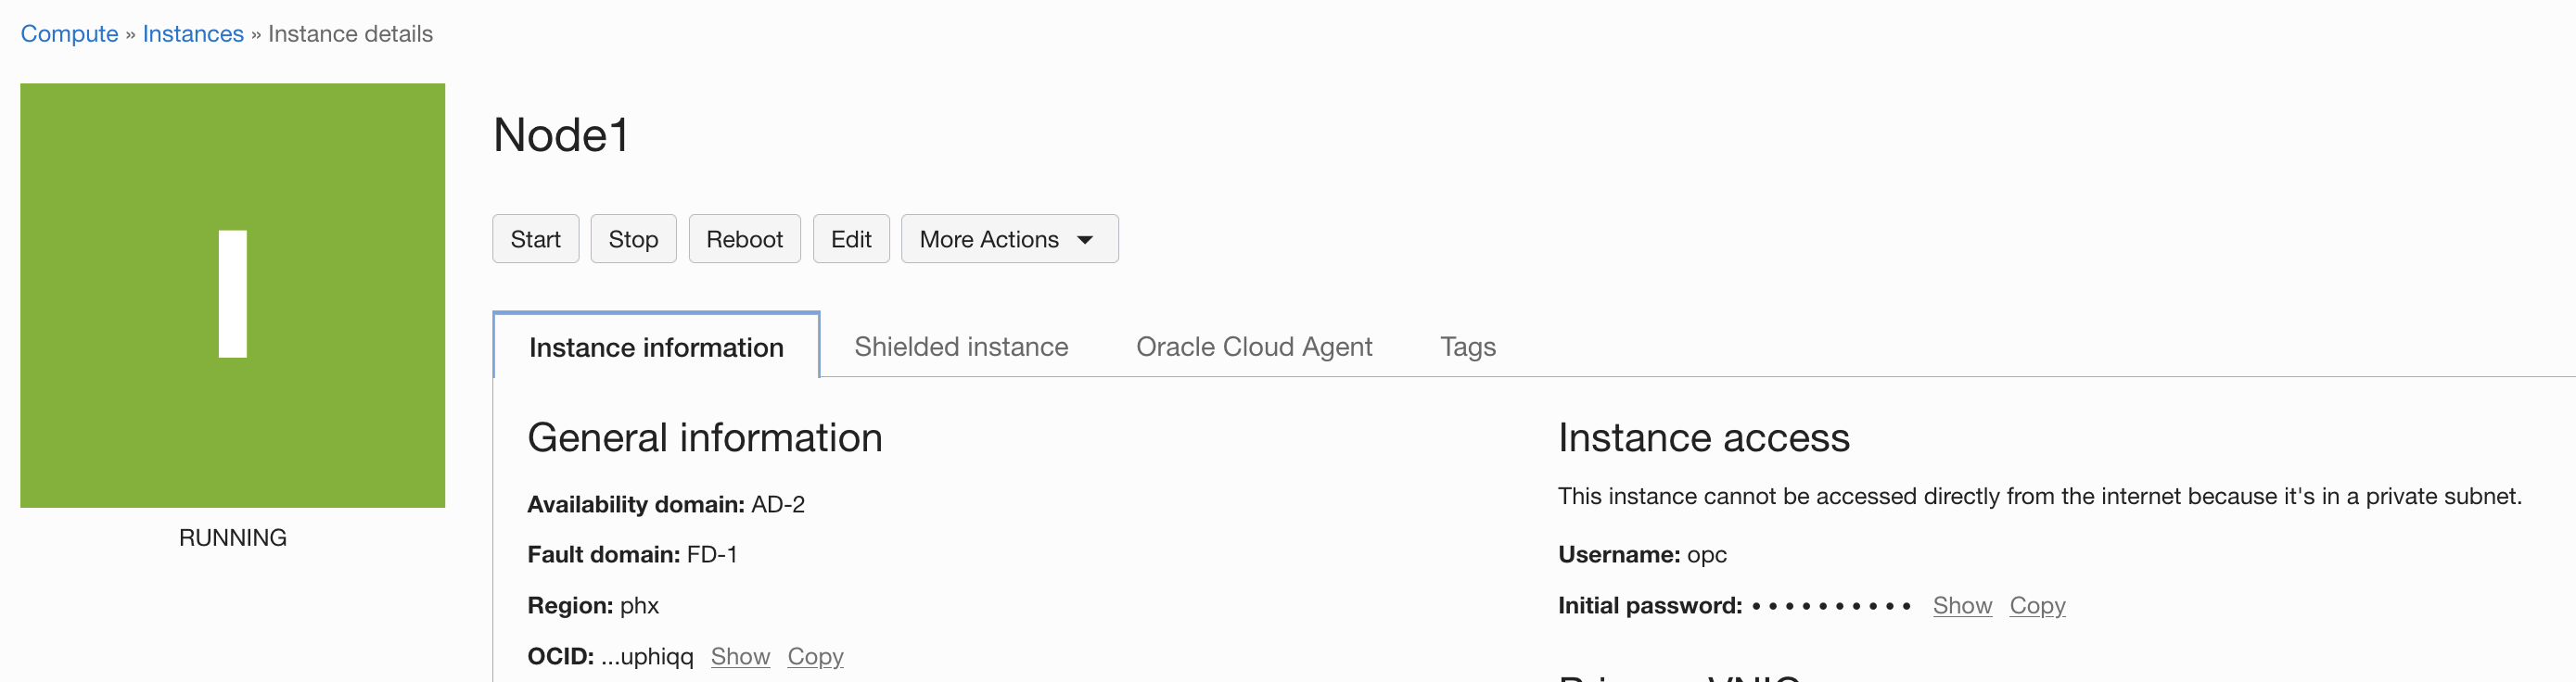 Compute » Instances » Instance details
I
RUNNING
Node1
Start Stop Reboot Edit More Actions
Instance information Shielded instance Oracle Cloud Agent Tags
General information
Availability domain: AD-2
Fault domain: FD-1
Region: phx
OCID: ...uphiqq Show Copy
Instance access
This instance cannot be accessed directly from the internet because it's in a private subnet.
Username: opc
Initial password: •••••••••• Show Copy